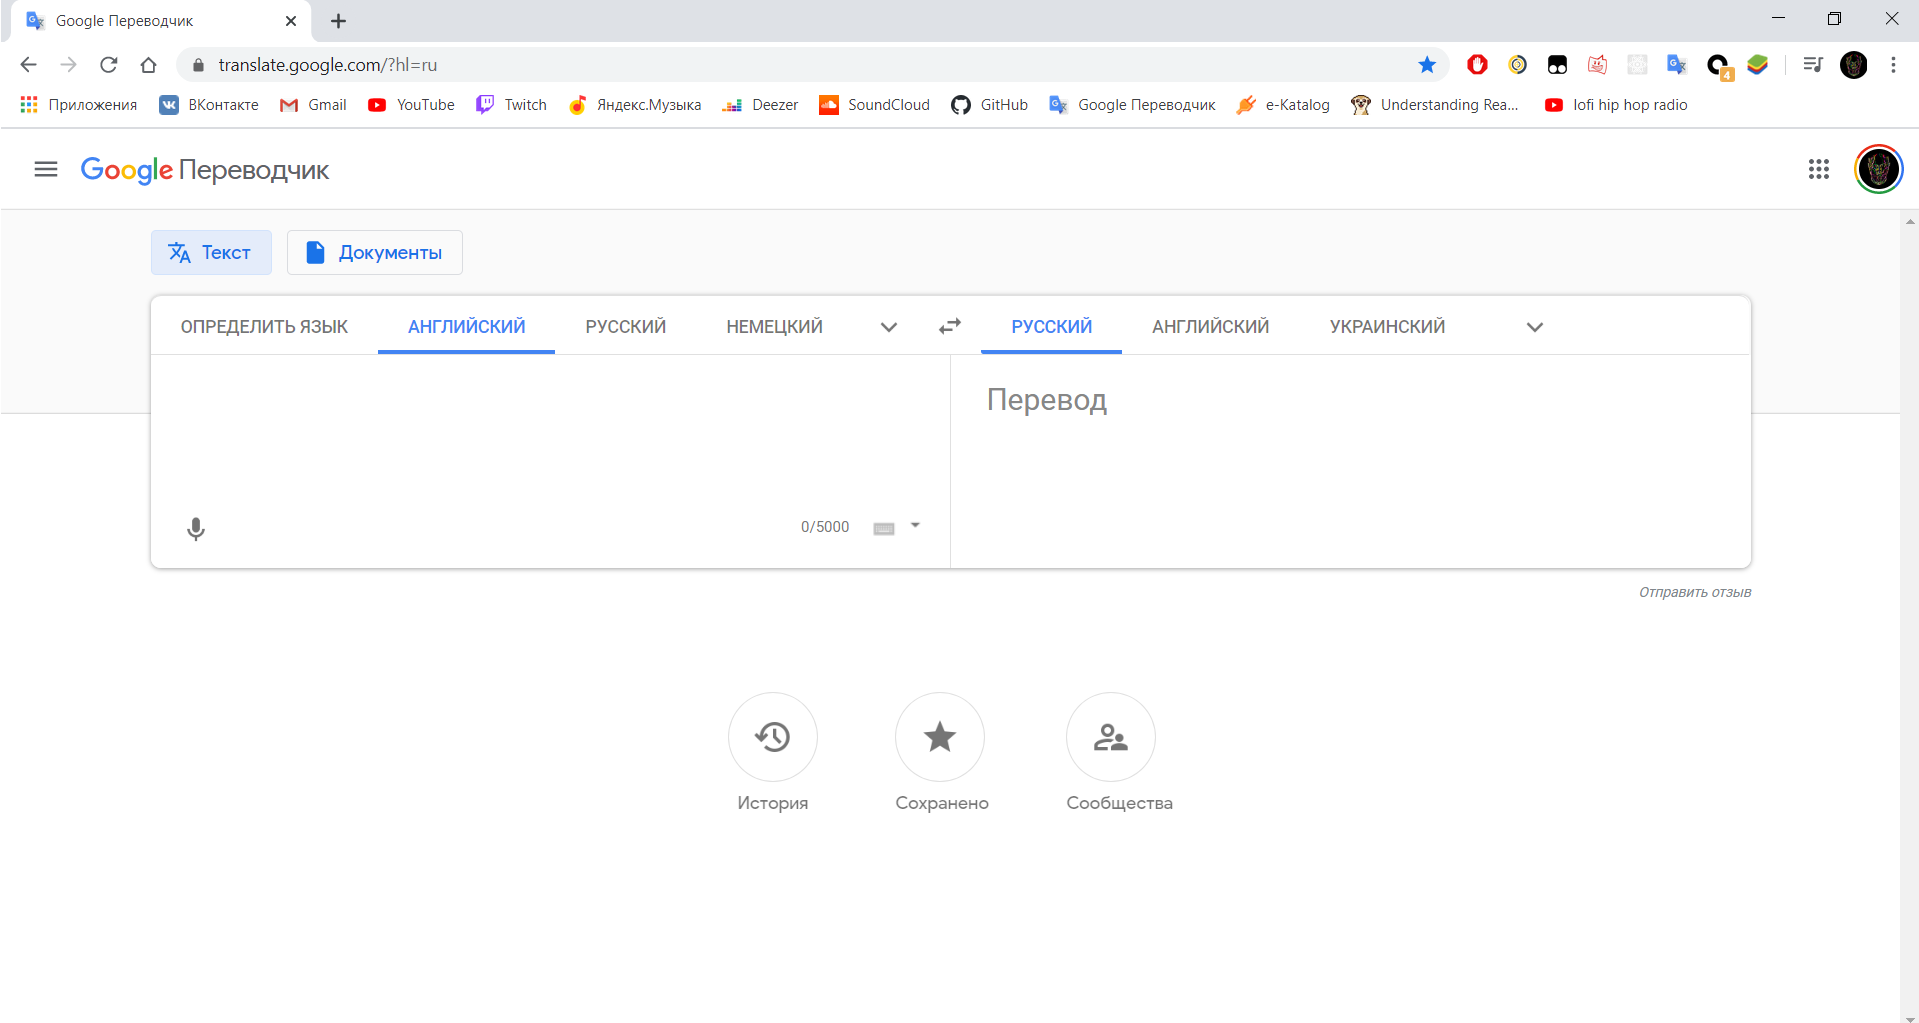 Google Переводчик
translate.google.com/?hl=ru
4
Приложения ВКонтакте Gmail YouTube Twitch Яндекс.Музыка Deezer SoundCloud GitHub Google Переводчик e-Katalog Understanding Rea... lofi hip hop radio
Google Переводчик
Текст Документы
ОПРЕДЕЛИТЬ ЯЗЫК АНГЛИЙСКИЙ РУССКИЙ НЕМЕЦКИЙ РУССКИЙ АНГЛИЙСКИЙ УКРАИНСКИЙ
Перевод
0/5000
Отправить отзыв
История Сохранено Сообщества